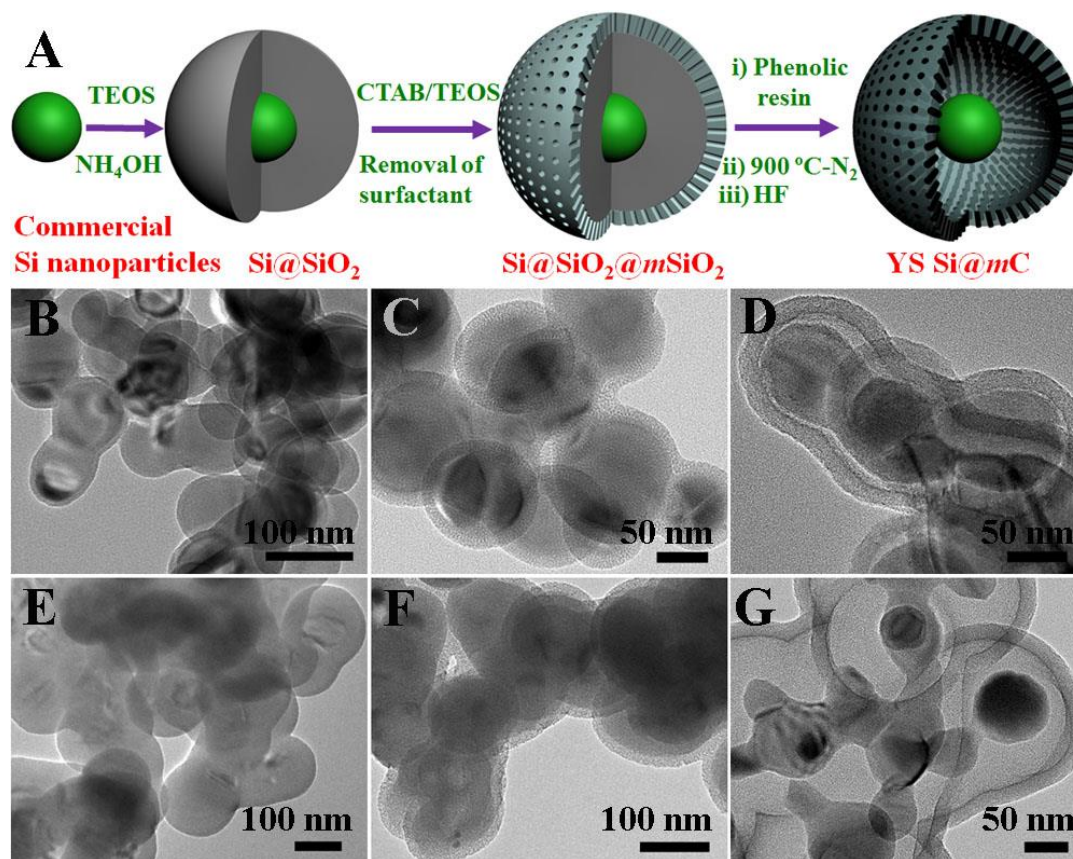 A
TEOS
NH₄OH
CTAB/TEOS
Removal of
surfactant
i) Phenolic
resin
ii) 900 ºC-N₂
iii) HF
Commercial
Si nanoparticles
Si@SiO₂
Si@SiO₂@mSiO₂
YS Si@mC
B
100 nm
C
50 nm
D
50 nm
E
100 nm
F
100 nm
G
50 nm